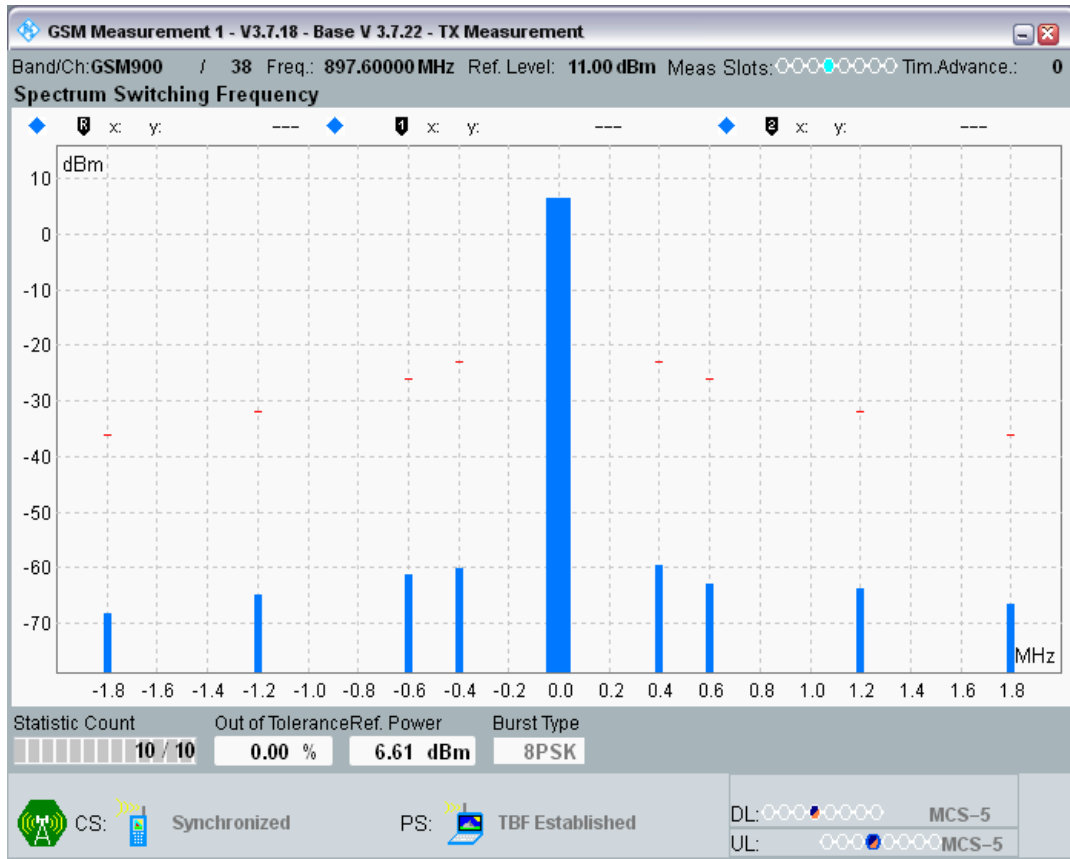 GSM Measurement 1 - V3.7.18 - Base V 3.7.22 - TX Measurement
Band/Ch:GSM900 / 38 Freq.: 897.60000 MHz Ref. Level: 11.00 dBm Meas Slots: Tim.Advance.: 0
Spectrum Switching Frequency
R x: y: --- 1 x: y: --- 2 x: y: ---
dBm
10
0
-10
-20
-30
-40
-50
-60
-70
MHz
-1.8 -1.6 -1.4 -1.2 -1.0 -0.8 -0.6 -0.4 -0.2 0.0 0.2 0.4 0.6 0.8 1.0 1.2 1.4 1.6 1.8
Statistic Count Out of Tolerance Ref. Power Burst Type
10 / 10 0.00 % 6.61 dBm 8PSK
CS: Synchronized PS: TBF Established
DL: MCS-5
UL: MCS-5